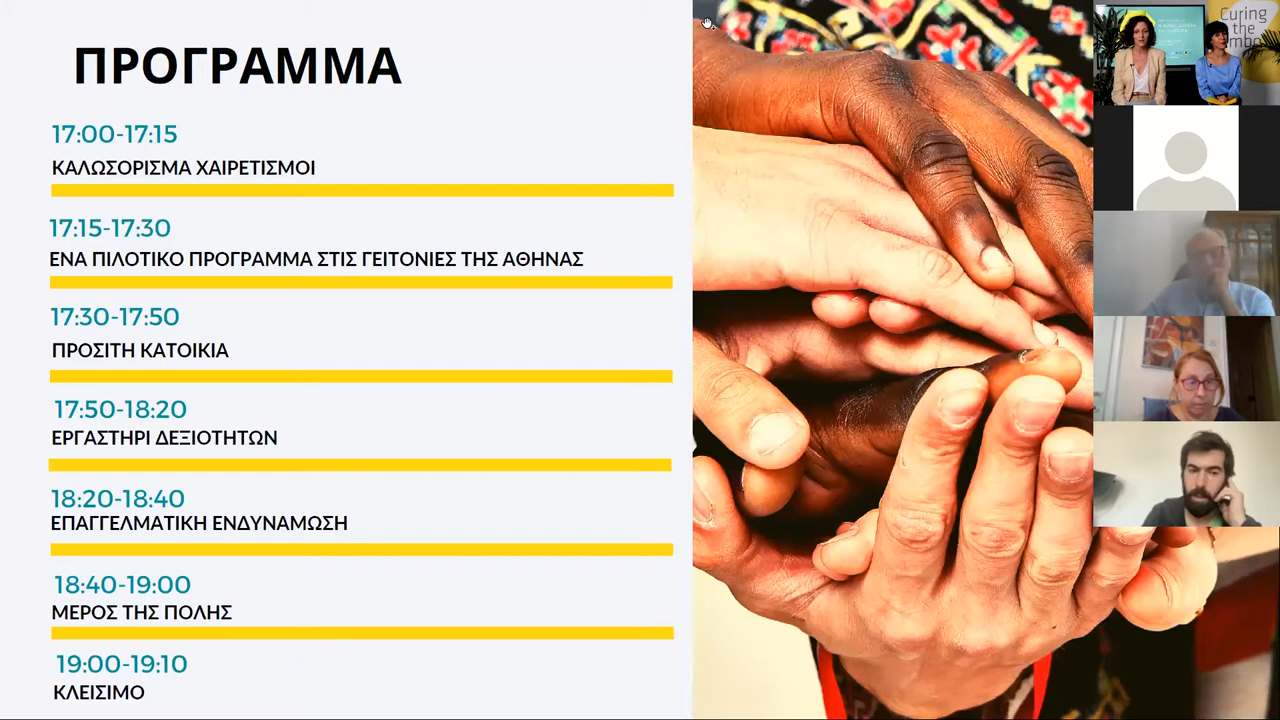 ΠΡΟΓΡΑΜΜΑ
17:00-17:15
ΚΑΛΩΣΟΡΙΣΜΑ ΧΑΙΡΕΤΙΣΜΟΙ
17:15-17:30
ΕΝΑ ΠΙΛΟΤΙΚΟ ΠΡΟΓΡΑΜΜΑ ΣΤΙΣ ΓΕΙΤΟΝΙΕΣ ΤΗΣ ΑΘΗΝΑΣ
17:30-17:50
ΠΡΟΣΙΤΗ ΚΑΤΟΙΚΙΑ
17:50-18:20
ΕΡΓΑΣΤΗΡΙ ΔΕΞΙΟΤΗΤΩΝ
18:20-18:40
ΕΠΑΓΓΕΛΜΑΤΙΚΗ ΕΝΔΥΝΑΜΩΣΗ
18:40-19:00
ΜΕΡΟΣ ΤΗΣ ΠΟΛΗΣ
19:00-19:10
ΚΛΕΙΣΙΜΟ
Curing
the